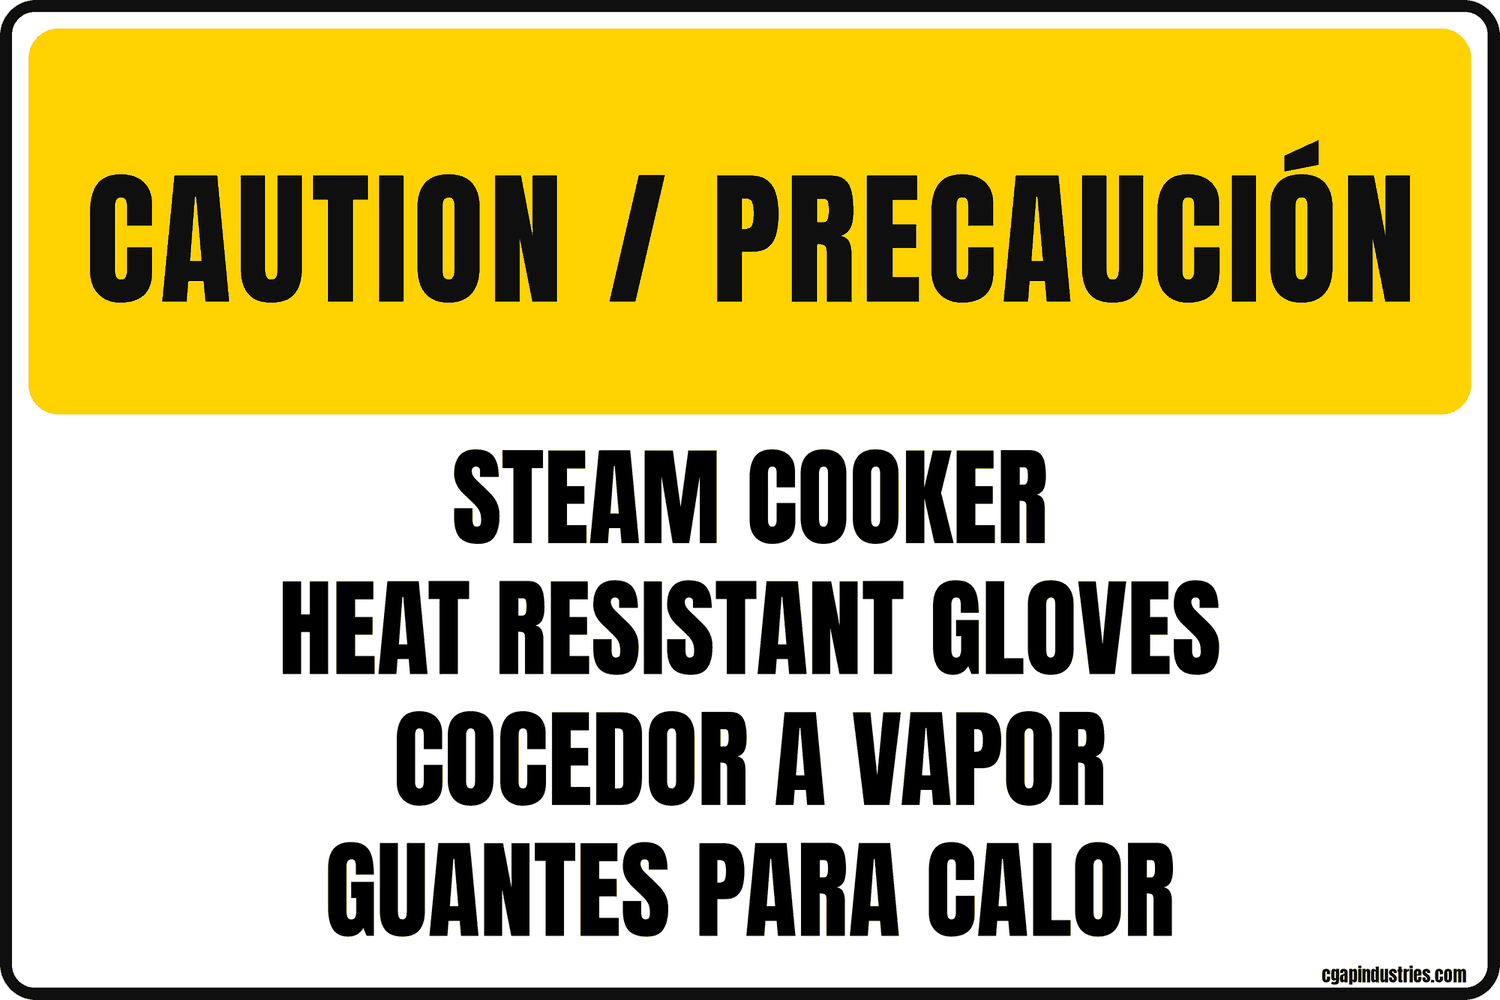 CAUTION / PRECAUCIÓN
STEAM COOKER
HEAT RESISTANT GLOVES
COCEDOR A VAPOR
GUANTES PARA CALOR
cgapindustries.com